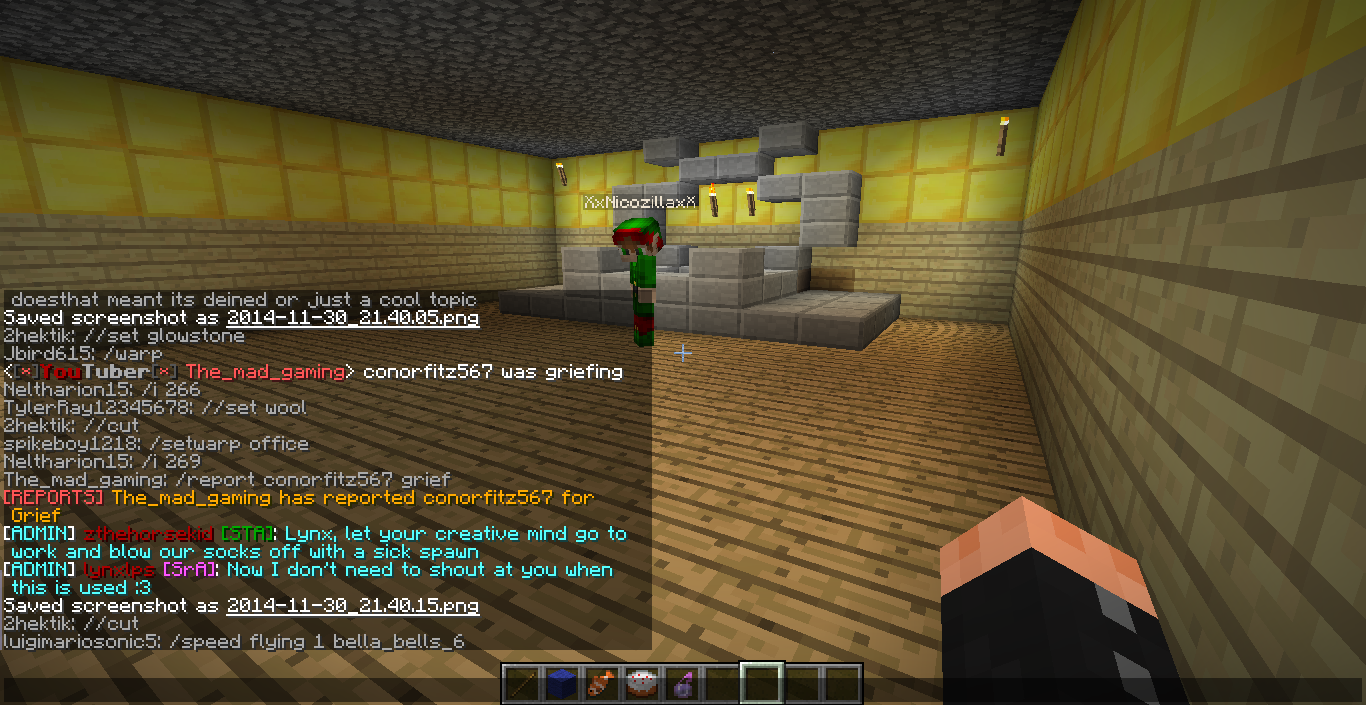 XxNicozillaxX
doesthat meant its deined or just a cool topic
Saved screenshot as 2014-11-30_21.40.05.png
2hektik: //set glowstone
Jbird615: /warp
<[×]YouTuber[×] The_mad_gaming> conorfitz567 was griefing
Neltharion15: /i 266
TylerRay12345678: //set wool
2hektik: //cut
spikeboy1218: /setwarp office
Neltharion15: /i 269
The_mad_gaming: /report conorfitz567 grief
[REPORTS] The_mad_gaming has reported conorfitz567 for
Grief
[ADMIN] zthehorsekid [STA]: Lynx, let your creative mind go to
work and blow our socks off with a sick spawn
[ADMIN] lynxlps [SrA]: Now I don't need to shout at you when
this is used :3
Saved screenshot as 2014-11-30_21.40.15.png
2hektik: //cut
luigimariosonic5: /speed flying 1 bella_bells_6